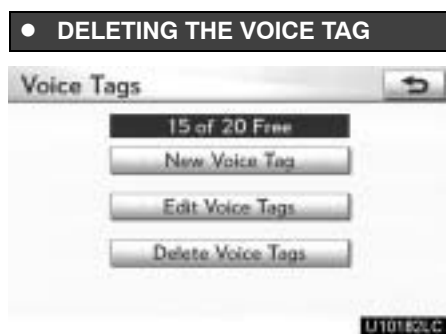 ● DELETING THE VOICE TAG
Voice Tags
15 of 20 Free
New Voice Tag
Edit Voice Tags
Delete Voice Tags
U10182LC